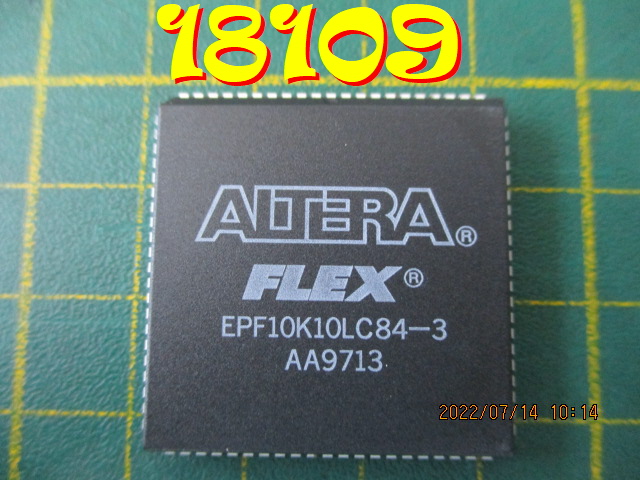 18109
ALTERA®
FLEX®
EPF10K10LC84-3
AA9713
2022/07/14 10:14